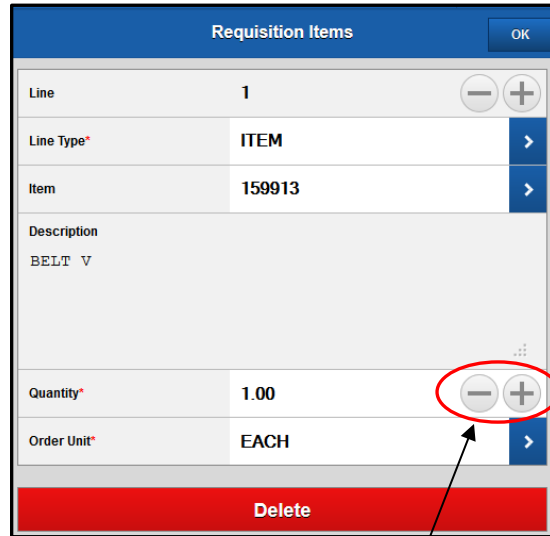 Requisition Items OK
Line 1
Line Type* ITEM
Item 159913
Description
BELT V
Quantity* 1.00
Order Unit* EACH
Delete